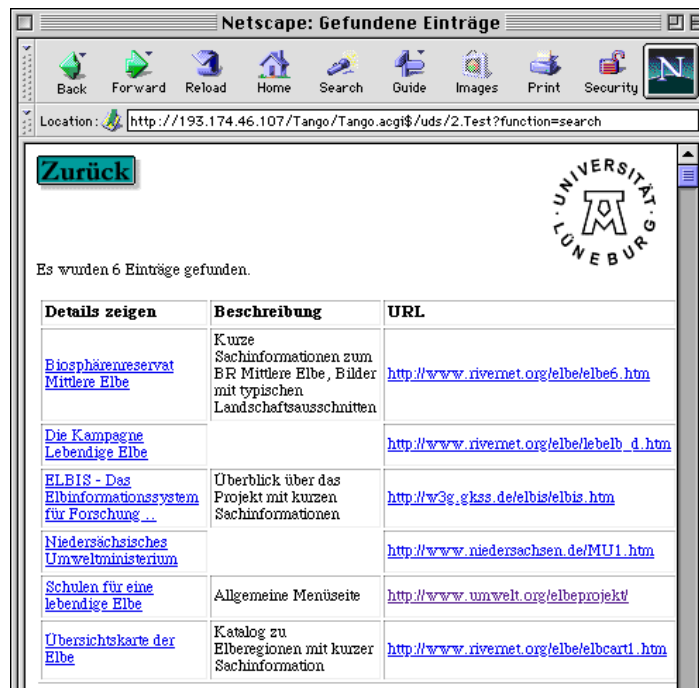 Netscape: Gefundene Einträge
Back Forward Reload Home Search Guide Images Print Security N
Location: http://193.174.46.107/Tango/Tango.acgi$/uds/2.Test?function=search
Zurück
· UNIVERSITÄT · LÜNEBURG
Es wurden 6 Einträge gefunden.
Details zeigen Beschreibung URL
Biosphärenreservat
Mittlere Elbe
Kurze
Sachinformationen zum
BR Mittlere Elbe, Bilder
mit typischen
Landschaftsausschnitten
http://www.rivernet.org/elbe/elbe6.htm
Die Kampagne
Lebendige Elbe
http://www.rivernet.org/elbe/lebelb_d.htm
ELBIS - Das
Elbinformationssystem
für Forschung ...
Überblick über das
Projekt mit kurzen
Sachinformationen
http://w3g.gkss.de/elbis/elbis.htm
Niedersächsisches
Umweltministerium
http://www.niedersachsen.de/MU1.htm
Schulen für eine
lebendige Elbe
Allgemeine Menüseite
http://www.umwelt.org/elbeprojekt/
Übersichtskarte der
Elbe
Katalog zu
Elberegionen mit kurzer
Sachinformation
http://www.rivernet.org/elbe/elbcart1.htm